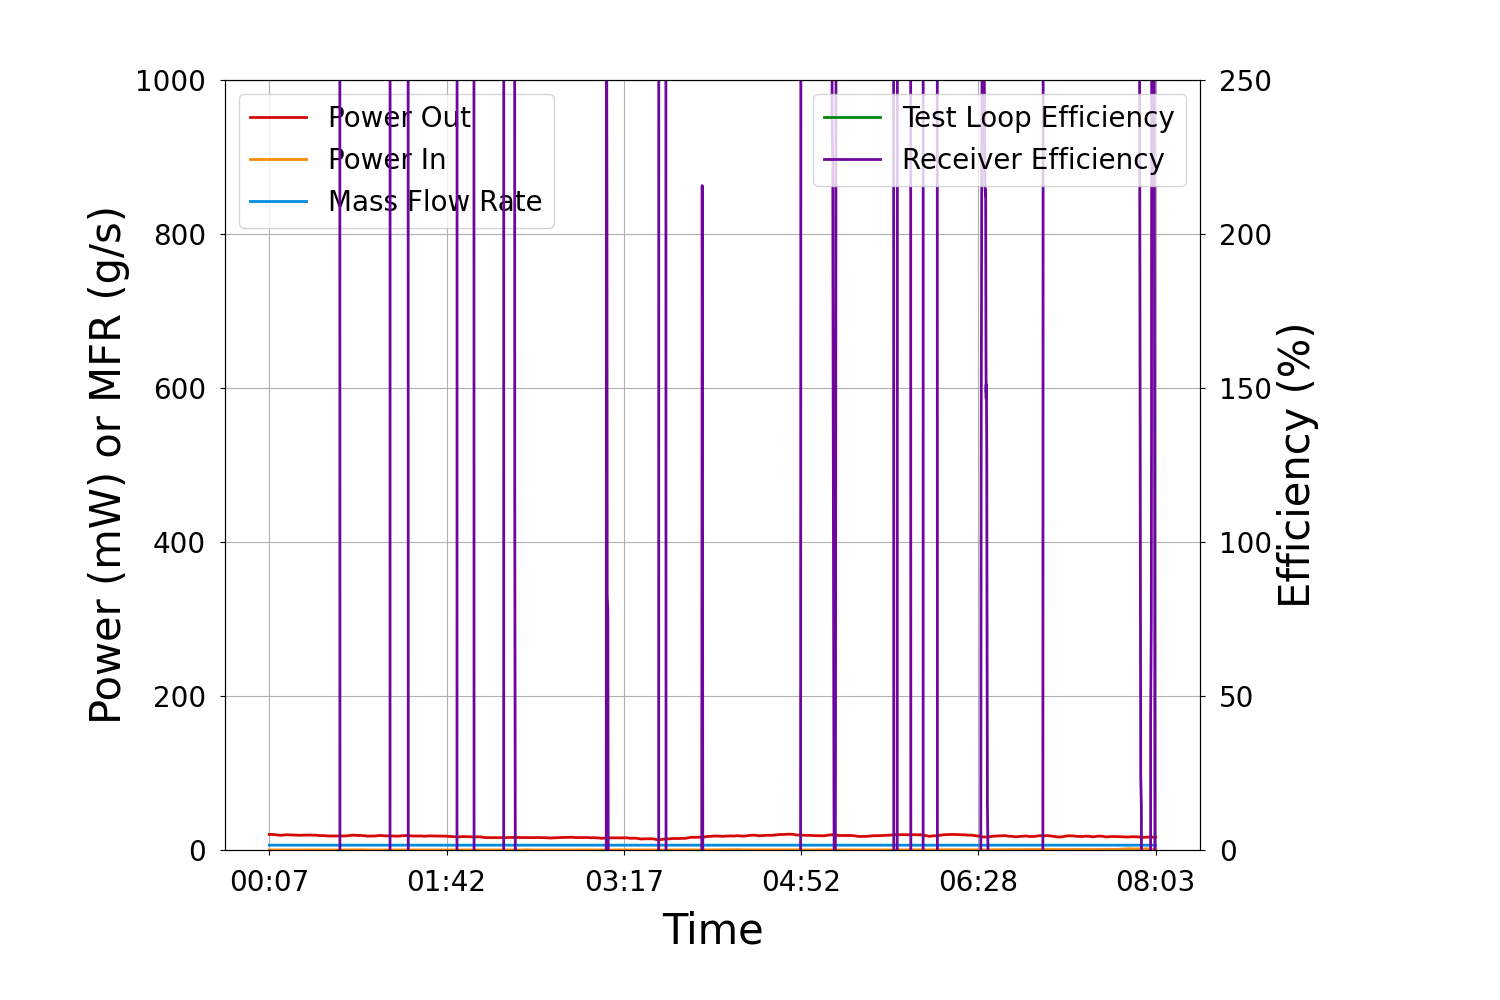 1000
800
600
400
200
0
Power (mW) or MFR (g/s)
Power Out
Power In
Mass Flow Rate
Test Loop Efficiency
Receiver Efficiency
250
200
150
100
50
0
Efficiency (%)
00:07 01:42 03:17 04:52 06:28 08:03
Time